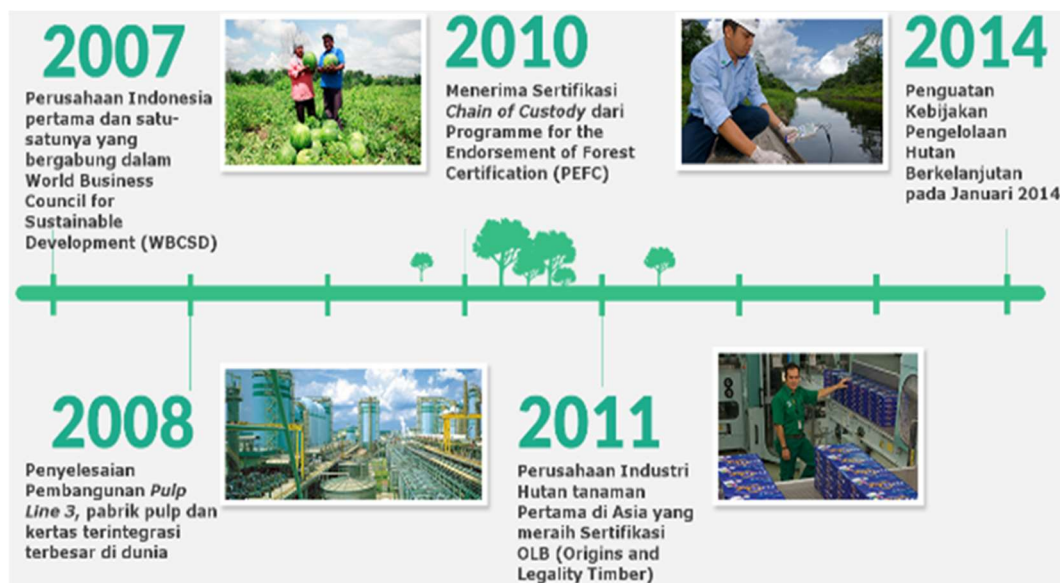 2007
Perusahaan Indonesia
pertama dan satu-
satunya yang
bergabung dalam
World Business
Council for
Sustainable
Development (WBCSD)
2010
Menerima Sertifikasi
Chain of Custody dari
Programme for the
Endorsement of Forest
Certification (PEFC)
2014
Penguatan
Kebijakan
Pengelolaan
Hutan
Berkelanjutan
pada Januari 2014
2008
Penyelesaian
Pembangunan Pulp
Line 3, pabrik pulp dan
kertas terintegrasi
terbesar di dunia
2011
Perusahaan Industri
Hutan tanaman
Pertama di Asia yang
meraih Sertifikasi
OLB (Origins and
Legality Timber)